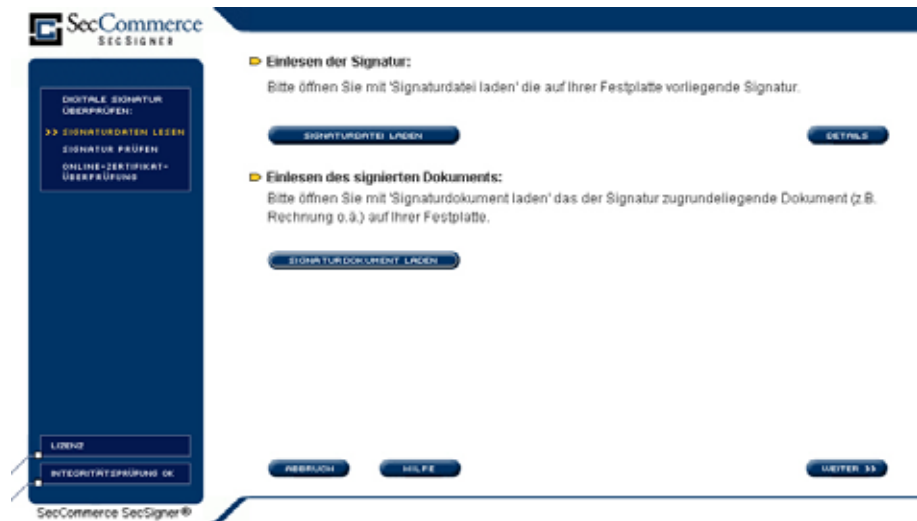 SecCommerce
SECSIGNER
DIGITALE SIGNATUR
ÜBERPRÜFEN:
>> SIGNATURDATEN LESEN
SIGNATUR PRÜFEN
ONLINE-ZERTIFIKAT-
ÜBERPRÜFUNG
LIZENZ
INTEGRITÄTSPRÜFUNG OK
SecCommerce SecSigner®
Einlesen der Signatur:
Bitte öffnen Sie mit 'Signaturdatei laden' die auf Ihrer Festplatte vorliegende Signatur.
SIGNATURDATEI LADEN
DETAILS
Einlesen des signierten Dokuments:
Bitte öffnen Sie mit 'Signaturdokument laden' das der Signatur zugrundeliegende Dokument (z.B.
Rechnung o.ä.) auf Ihrer Festplatte.
SIGNATURDOKUMENT LADEN
ABBRUCH
HILFE
WEITER >>